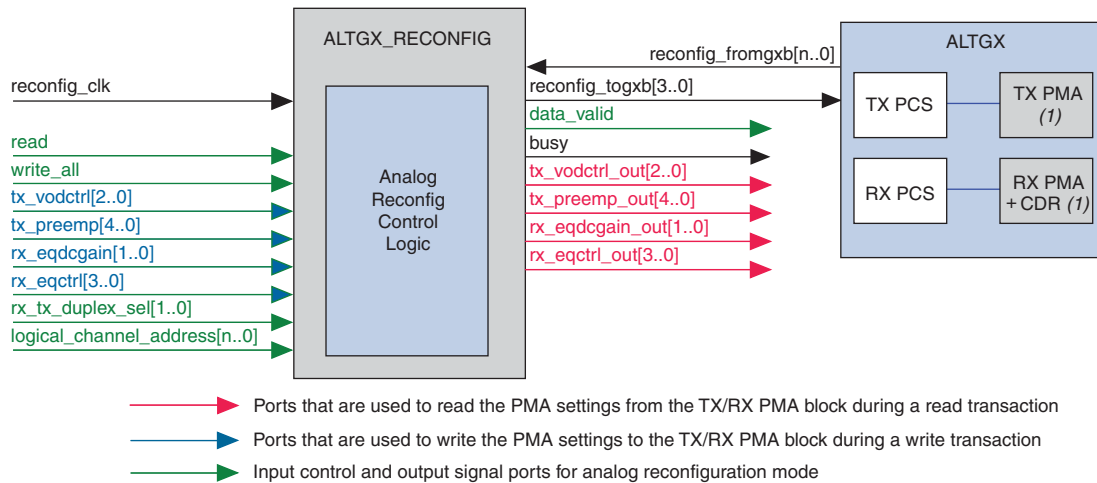 ALTGX_RECONFIG
ALTGX
reconfig_fromgxb[n..0]
reconfig_clk
reconfig_togxb[3..0]
TX PCS
TX PMA
(1)
data_valid
read
busy
write_all
tx_vodctrl_out[2..0]
tx_vodctrl[2..0]
tx_preemp_out[4..0]
tx_preemp[4..0]
rx_eqdcgain_out[1..0]
rx_eqdcgain[1..0]
rx_eqctrl_out[3..0]
rx_eqctrl[3..0]
rx_tx_duplex_sel[1..0]
logical_channel_address[n..0]
Analog
Reconfig
Control
Logic
RX PCS
RX PMA
+ CDR (1)
Ports that are used to read the PMA settings from the TX/RX PMA block during a read transaction
Ports that are used to write the PMA settings to the TX/RX PMA block during a write transaction
Input control and output signal ports for analog reconfiguration mode